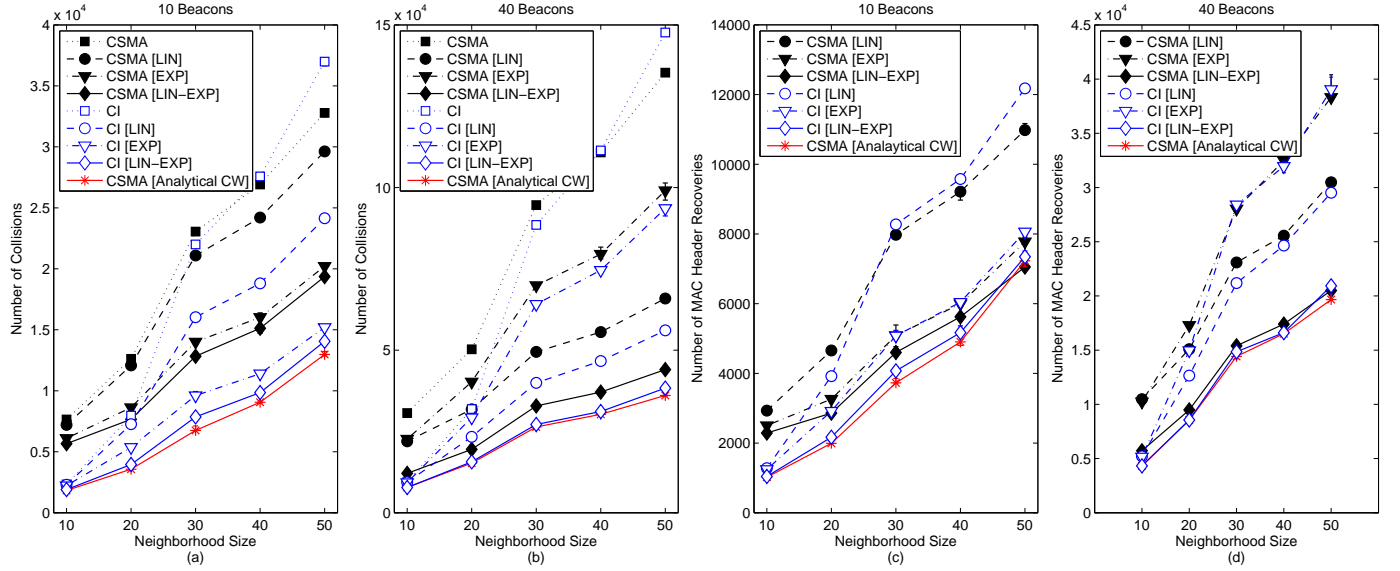 x 10⁴
10 Beacons
4
3.5
3
2.5
2
1.5
1
0.5
0
Number of Collisions
CSMA
CSMA [LIN]
CSMA [EXP]
CSMA [LIN−EXP]
CI
CI [LIN]
CI [EXP]
CI [LIN−EXP]
CSMA [Analytical CW]
10 20 30 40 50
Neighborhood Size
(a)
x 10⁴
40 Beacons
15
10
5
0
Number of Collisions
CSMA
CSMA [LIN]
CSMA [EXP]
CSMA [LIN−EXP]
CI
CI [LIN]
CI [EXP]
CI [LIN−EXP]
CSMA [Analytical CW]
10 20 30 40 50
Neighborhood Size
(b)
10 Beacons
14000
12000
10000
8000
6000
4000
2000
0
Number of MAC Header Recoveries
CSMA [LIN]
CSMA [EXP]
CSMA [LIN−EXP]
CI [LIN]
CI [EXP]
CI [LIN−EXP]
CSMA [Analaytical CW]
10 20 30 40 50
Neighborhood Size
(c)
x 10⁴
40 Beacons
4.5
4
3.5
3
2.5
2
1.5
1
0.5
0
Number of MAC Header Recoveries
CSMA [LIN]
CSMA [EXP]
CSMA [LIN−EXP]
CI [LIN]
CI [EXP]
CI [LIN−EXP]
CSMA [Analaytical CW]
10 20 30 40 50
Neighborhood Size
(d)